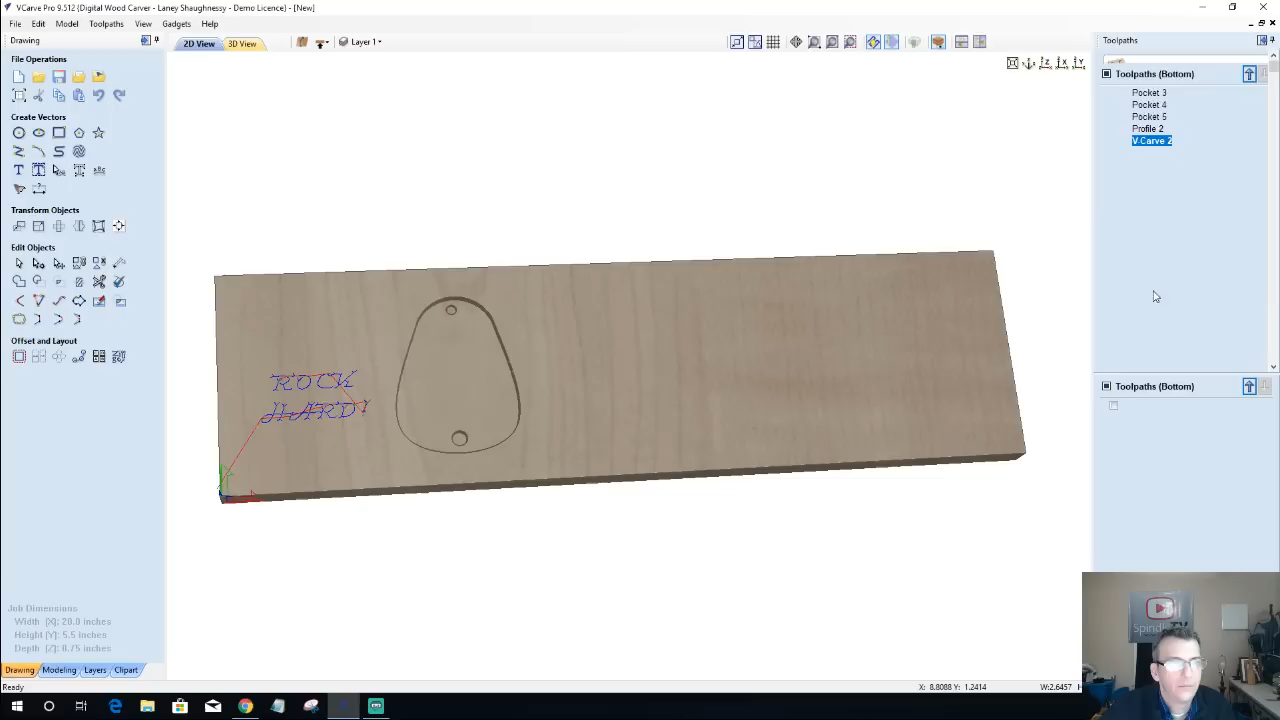 VCarve Pro 9.512 {Digital Wood Carver - Laney Shaughnessy - Demo Licence} - [New]
File Edit Model Toolpaths View Gadgets Help
Drawing
2D View 3D View Layer 1
Toolpaths
File Operations
Toolpaths (Bottom)
Pocket 3
Pocket 4
Create Vectors
Pocket 5
Profile 2
V-Carve 2
Transform Objects
Edit Objects
Offset and Layout
ROCK
HARDY
Toolpaths (Bottom)
Job Dimensions
Width (X): 20.0 inches
Height (Y): 5.5 inches
Depth (Z): 0.75 inches
Spindle
Drawing Modeling Layers Clipart
Ready
X: 8.8088 Y: 1.2414
W:2.6457